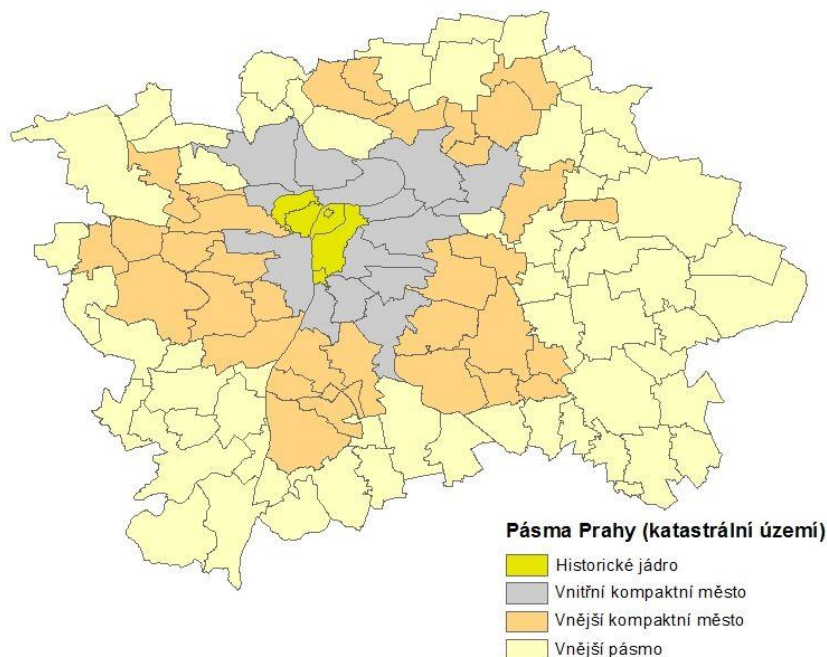 Pásma Prahy (katastrální území)
Historické jádro
Vnitřní kompaktní město
Vnější kompaktní město
Vnější pásmo